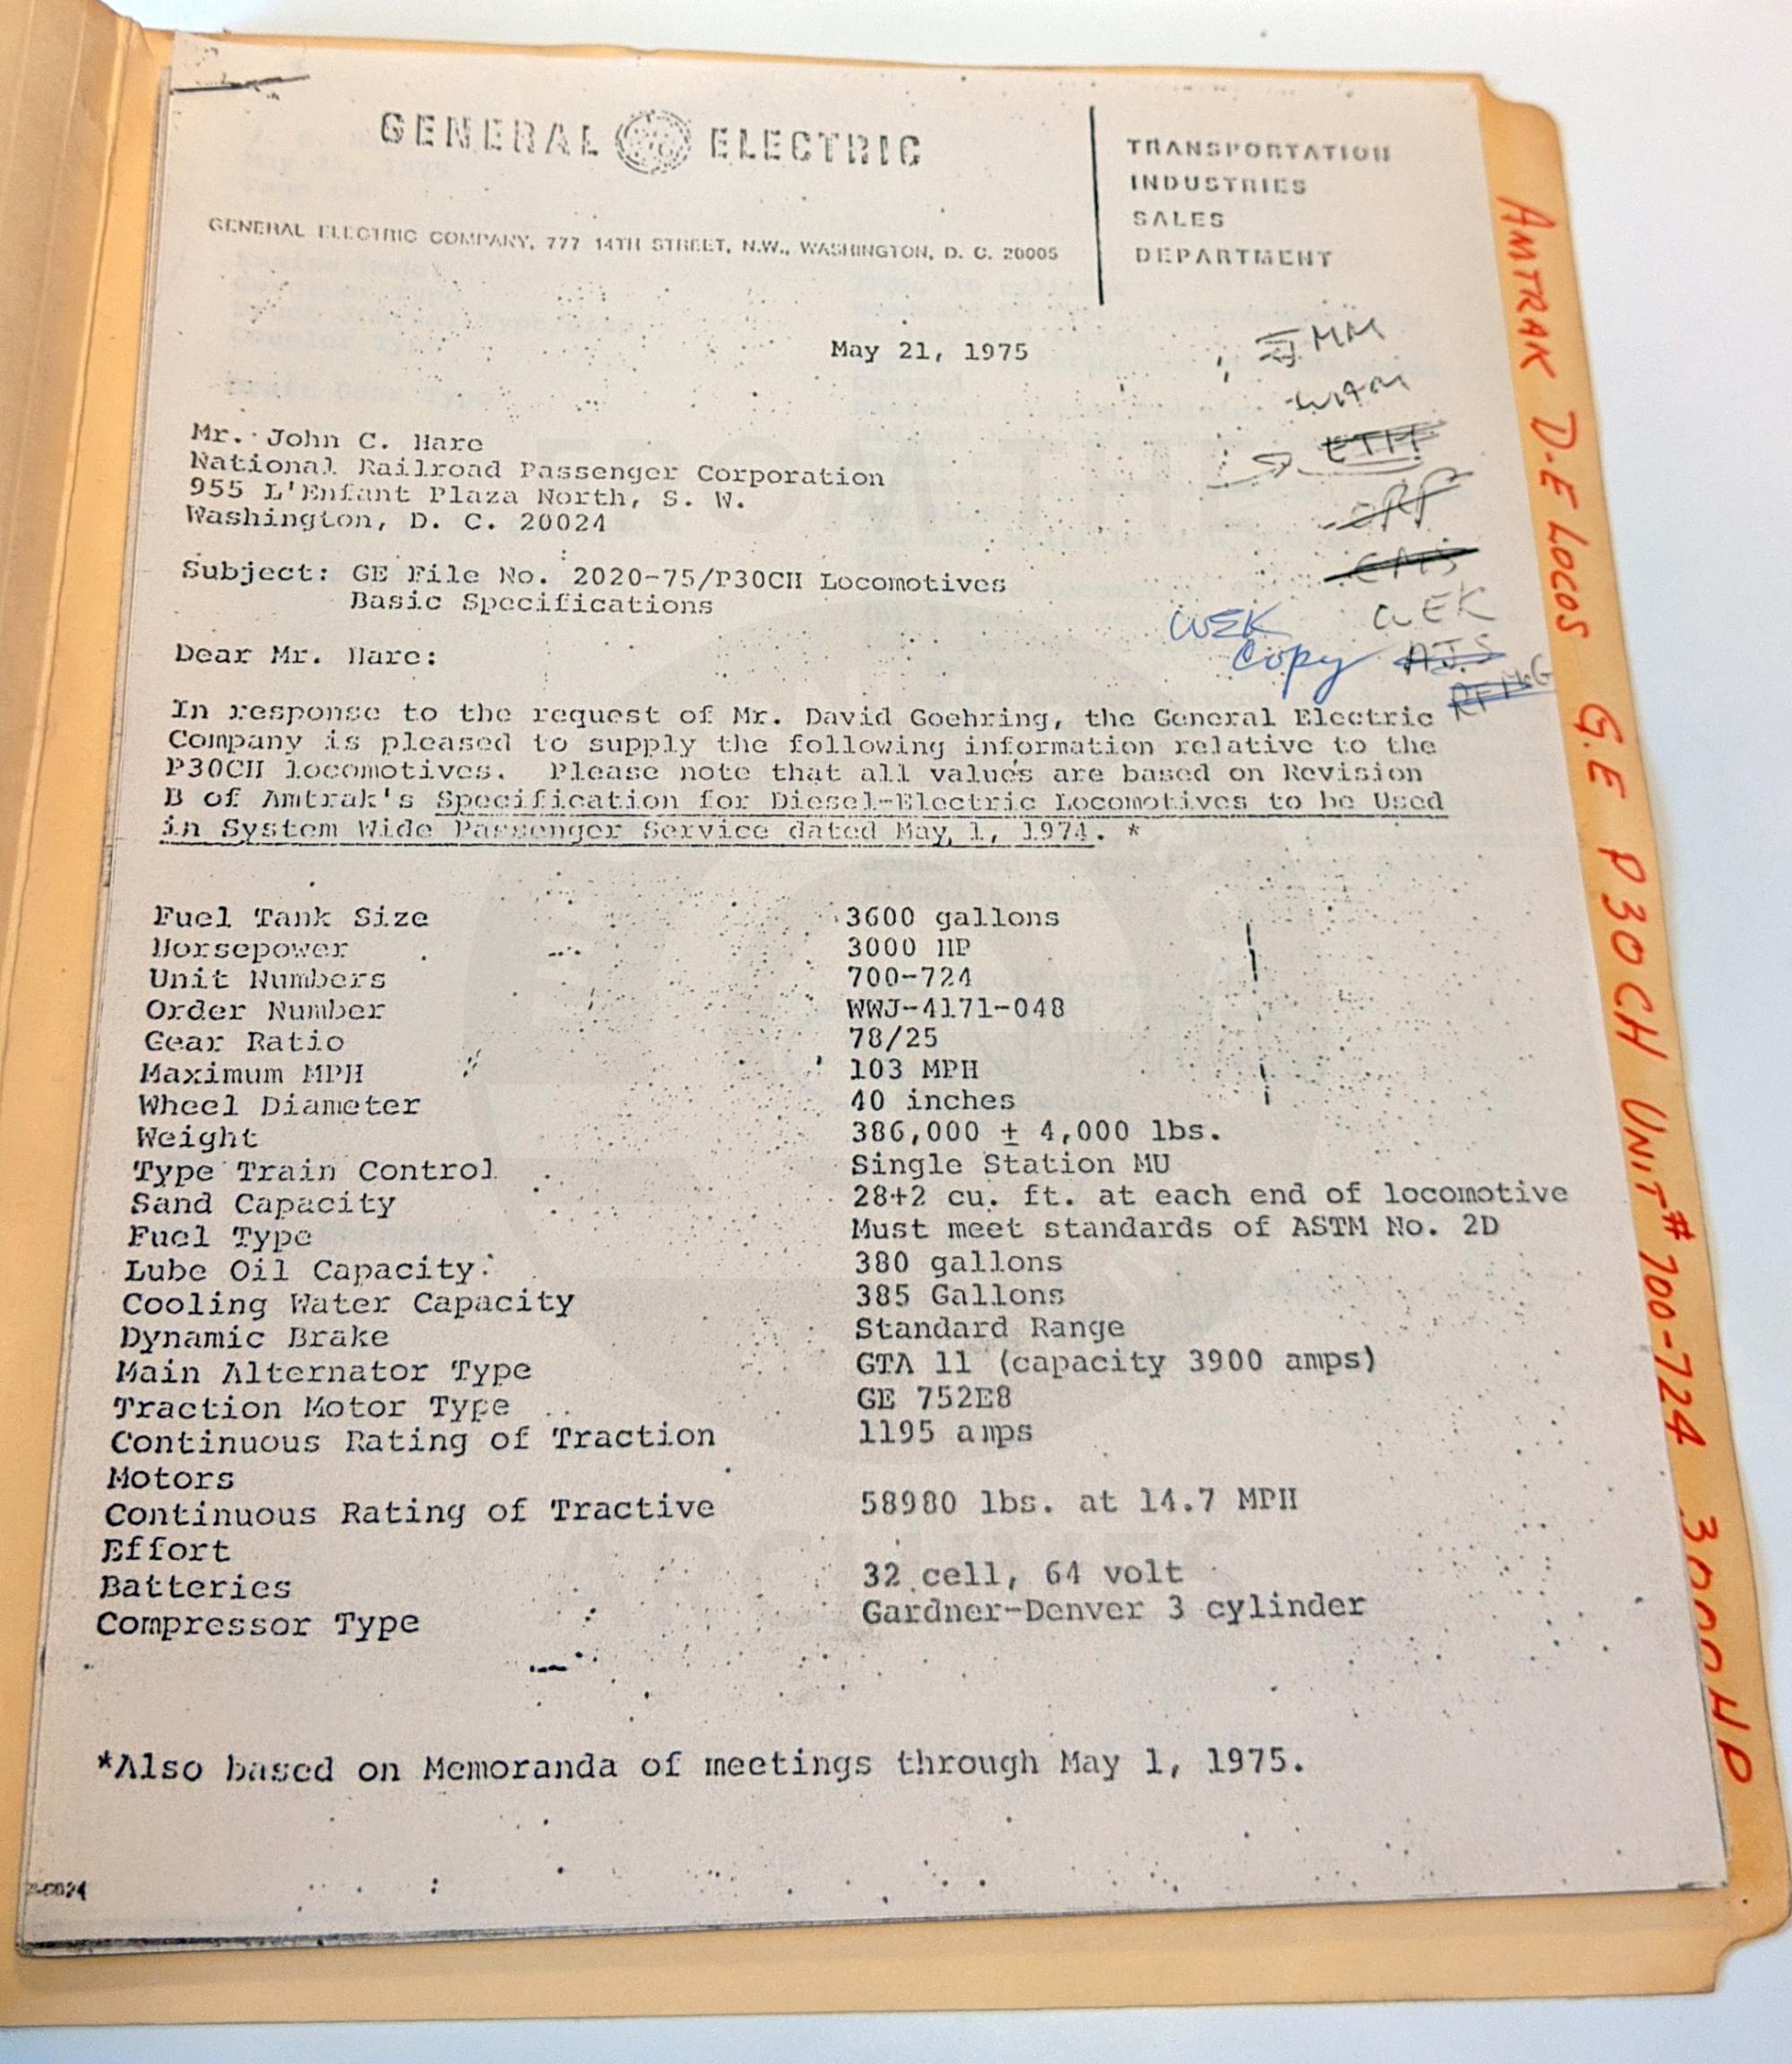 GENERAL ELECTRIC
TRANSPORTATION
INDUSTRIES
SALES
DEPARTMENT
GENERAL ELECTRIC COMPANY, 777 14TH STREET, N.W., WASHINGTON, D. C. 20005
May 21, 1975
Mr. John C. Hare
National Railroad Passenger Corporation
955 L'Enfant Plaza North, S. W.
Washington, D. C. 20024
Subject: GE File No. 2020-75/P30CH Locomotives
Basic Specifications
Dear Mr. Hare:
WEK
WEK
Copy
AJS
In response to the request of Mr. David Goehring, the General Electric
Company is pleased to supply the following information relative to the
P30CH locomotives. Please note that all values are based on Revision
B of Amtrak's Specification for Diesel-Electric Locomotives to be Used
in System Wide Passenger Service dated May, 1, 1974. *
Fuel Tank Size 3600 gallons
Horsepower 3000 HP
Unit Numbers 700-724
Order Number WWJ-4171-048
Gear Ratio 78/25
Maximum MPH 103 MPH
Wheel Diameter 40 inches
Weight 386,000 ± 4,000 lbs.
Type Train Control Single Station MU
Sand Capacity 28+2 cu. ft. at each end of locomotive
Fuel Type Must meet standards of ASTM No. 2D
Lube Oil Capacity 380 gallons
Cooling Water Capacity 385 Gallons
Dynamic Brake Standard Range
Main Alternator Type GTA 11 (capacity 3900 amps)
Traction Motor Type GE 752E8
Continuous Rating of Traction 1195 amps
Motors
Continuous Rating of Tractive 58980 lbs. at 14.7 MPH
Effort
Batteries 32 cell, 64 volt
Compressor Type Gardner-Denver 3 cylinder
*Also based on Memoranda of meetings through May 1, 1975.
AMTRAK D.E LOCOS G.E P30CH UNIT# 700-724 3000HP